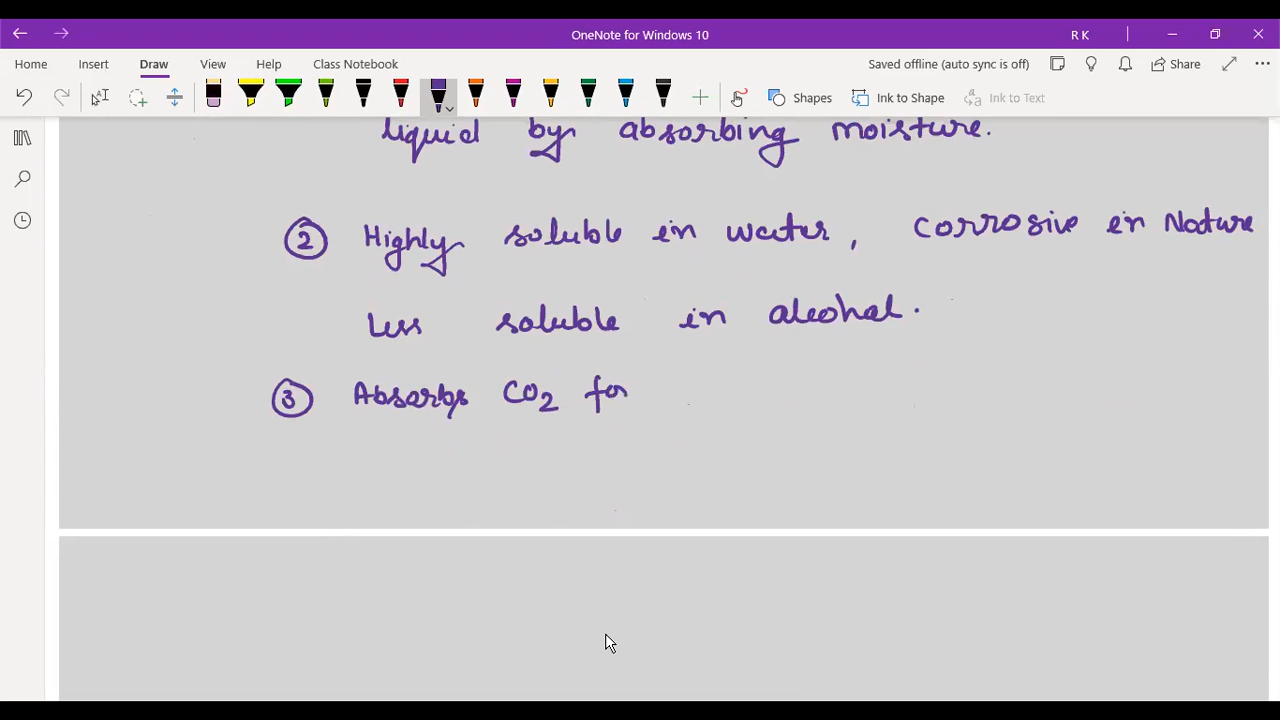 OneNote for Windows 10
R K
Home Insert Draw View Help Class Notebook
Saved offline (auto sync is off)
Share
Shapes
Ink to Shape
Ink to Text
liquid by absorbing moisture.
② Highly soluble in water, corrosive in Nature
less soluble in alcohal.
③ Absorbs CO2 for